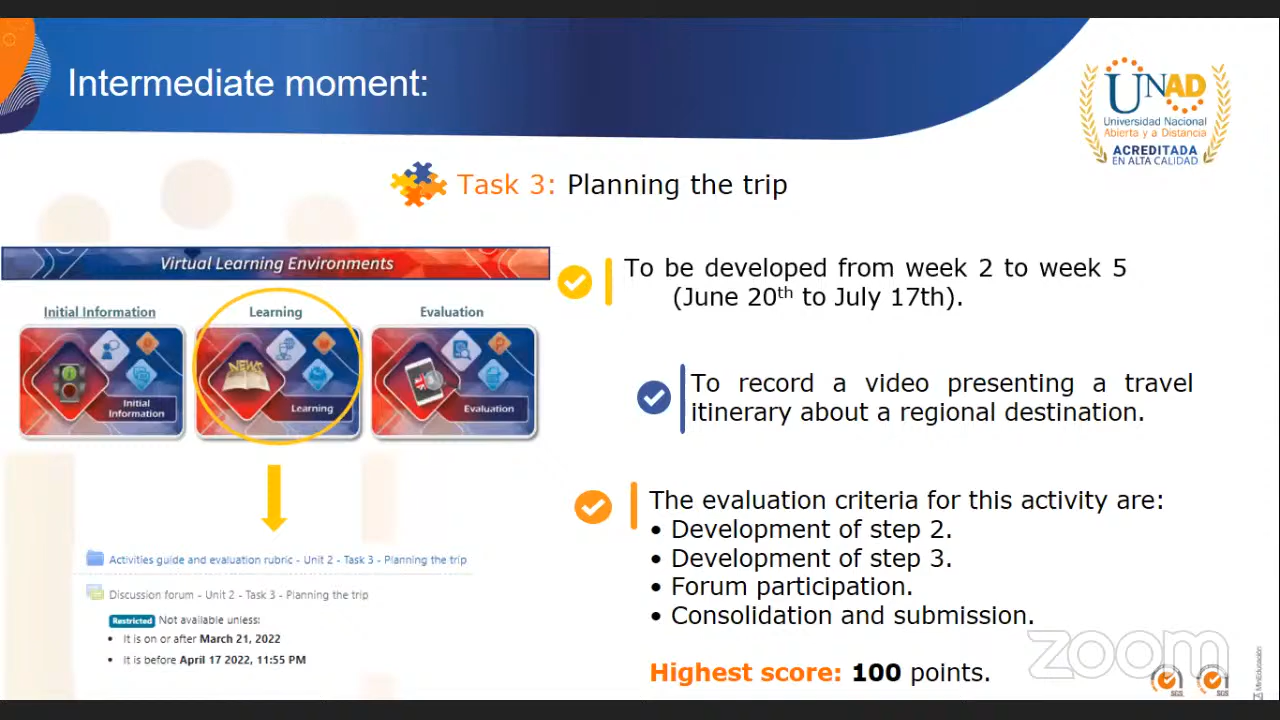 Intermediate moment:
UNAD
Universidad Nacional
Abierta y a Distancia
ACREDITADA
EN ALTA CALIDAD
Task 3: Planning the trip
Virtual Learning Environments
Initial Information
Learning
Evaluation
NEWS
Initial
Information
Learning
Evaluation
Activities guide and evaluation rubric - Unit 2 - Task 3 - Planning the trip
Discussion forum - Unit 2 - Task 3 - Planning the trip
Restricted Not available unless:
• It is on or after March 21, 2022
• It is before April 17 2022, 11:55 PM
To be developed from week 2 to week 5
(June 20th to July 17th).
To record a video presenting a travel
itinerary about a regional destination.
The evaluation criteria for this activity are:
• Development of step 2.
• Development of step 3.
• Forum participation.
• Consolidation and submission.
Highest score: 100 points.
zoom
SGS
SGS
MinEducación